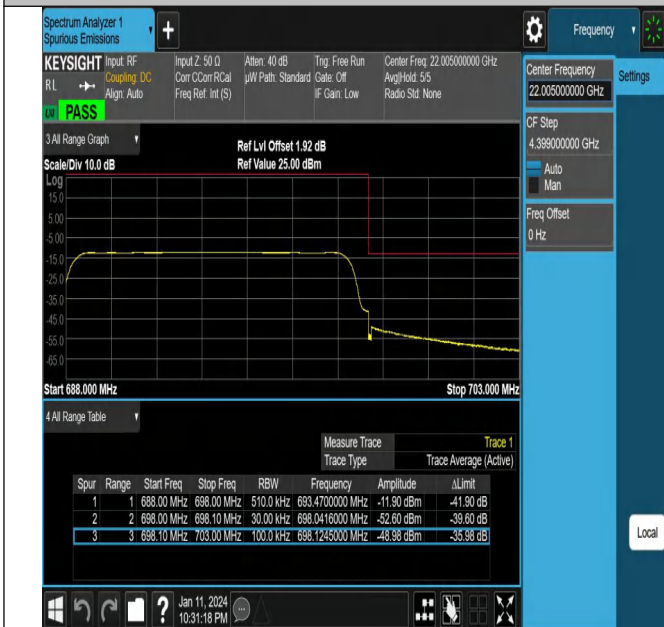 Spectrum Analyzer 1
Spurious Emissions
Frequency
KEYSIGHT
Input: RF
Input Z: 50 Ω
Atten: 40 dB
Trig: Free Run
Center Freq: 22.005000000 GHz
RL
Coupling: DC
Corr CCorr RCal
µW Path: Standard
Gate: Off
Avg|Hold: 5/5
Align: Auto
Freq Ref: Int (S)
IF Gain: Low
Radio Std: None
PASS
Center Frequency
22.005000000 GHz
Settings
CF Step
4.399000000 GHz
Auto
Man
Freq Offset
0 Hz
3 All Range Graph
Ref Lvl Offset 1.92 dB
Scale/Div 10.0 dB
Ref Value 25.00 dBm
Log
15.0
5.00
-5.00
-15.0
-25.0
-35.0
-45.0
-55.0
-65.0
Start 688.000 MHz
Stop 703.000 MHz
4 All Range Table
Measure Trace Trace 1
Trace Type Trace Average (Active)
Spur Range Start Freq Stop Freq RBW Frequency Amplitude ΔLimit
1 1 688.00 MHz 698.00 MHz 510.0 kHz 693.4700000 MHz -11.90 dBm -41.90 dB
2 2 698.00 MHz 698.10 MHz 30.00 kHz 698.0416000 MHz -52.60 dBm -39.60 dB
3 3 698.10 MHz 703.00 MHz 100.0 kHz 698.1245000 MHz -48.98 dBm -35.98 dB
Local
Jan 11, 2024
10:31:18 PM